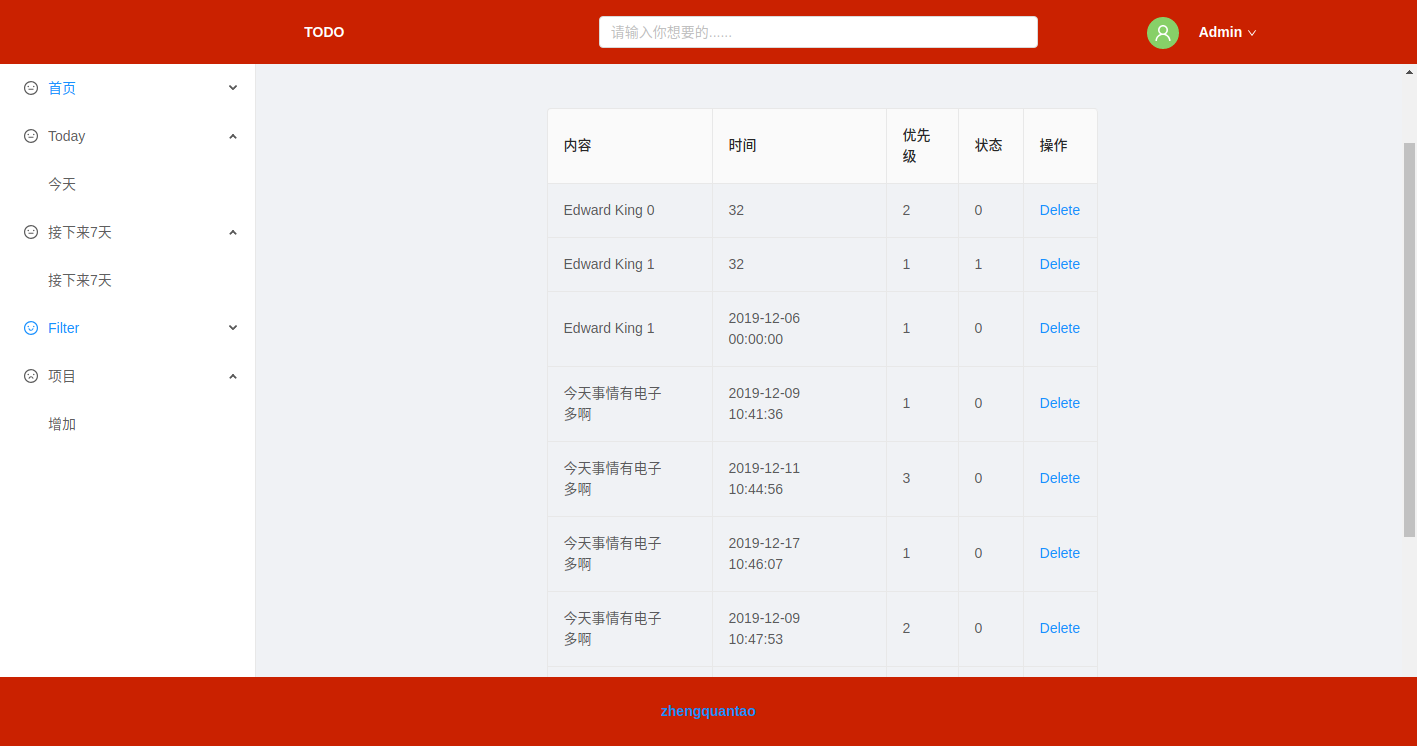 TODO
请输入你想要的......
Admin
首页
Today
今天
接下来7天
接下来7天
Filter
项目
增加
内容 时间 优先 状态 操作
级
Edward King 0 32 2 0 Delete
Edward King 1 32 1 1 Delete
Edward King 1 2019-12-06 1 0 Delete
00:00:00
今天事情有电子 2019-12-09 1 0 Delete
多啊 10:41:36
今天事情有电子 2019-12-11 3 0 Delete
多啊 10:44:56
今天事情有电子 2019-12-17 1 0 Delete
多啊 10:46:07
今天事情有电子 2019-12-09 2 0 Delete
多啊 10:47:53
zhengquantao